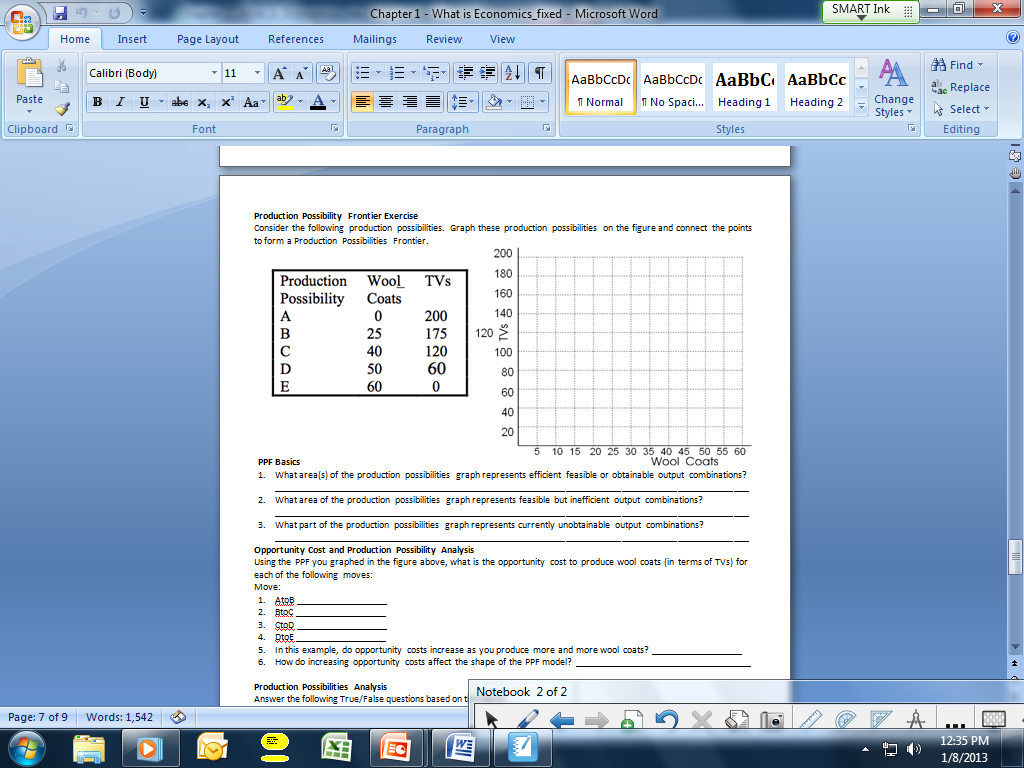 Chapter 1 - What is Economics_fixed - Microsoft Word
SMART Ink
Home Insert Page Layout References Mailings Review View
Calibri (Body) 11
Paste
B I U abc X₂ X² Aa
AaBbCcDc AaBbCcDc AaBbC AaBbCc
¶ Normal ¶ No Spaci... Heading 1 Heading 2
Change
Styles
Find
Replace
Select
Clipboard Font Paragraph Styles Editing
Production Possibility Frontier Exercise
Consider the following production possibilities. Graph these production possibilities on the figure and connect the points
to form a Production Possibilities Frontier.
Production Wool TVs
Possibility Coats
A 0 200
B 25 175
C 40 120
D 50 60
E 60 0
200
180
160
140
120
TVs
100
80
60
40
20
5 10 15 20 25 30 35 40 45 50 55 60
Wool Coats
PPF Basics
1. What area(s) of the production possibilities graph represents efficient feasible or obtainable output combinations?
2. What area of the production possibilities graph represents feasible but inefficient output combinations?
3. What part of the production possibilities graph represents currently unobtainable output combinations?
Opportunity Cost and Production Possibility Analysis
Using the PPF you graphed in the figure above, what is the opportunity cost to produce wool coats (in terms of TVs) for
each of the following moves:
Move:
1. AtoB
2. BtoC
3. CtoD
4. DtoE
5. In this example, do opportunity costs increase as you produce more and more wool coats?
6. How do increasing opportunity costs affect the shape of the PPF model?
Production Possibilities Analysis
Answer the following True/False questions based on t
Notebook 2 of 2
Page: 7 of 9 Words: 1,542
12:35 PM
1/8/2013